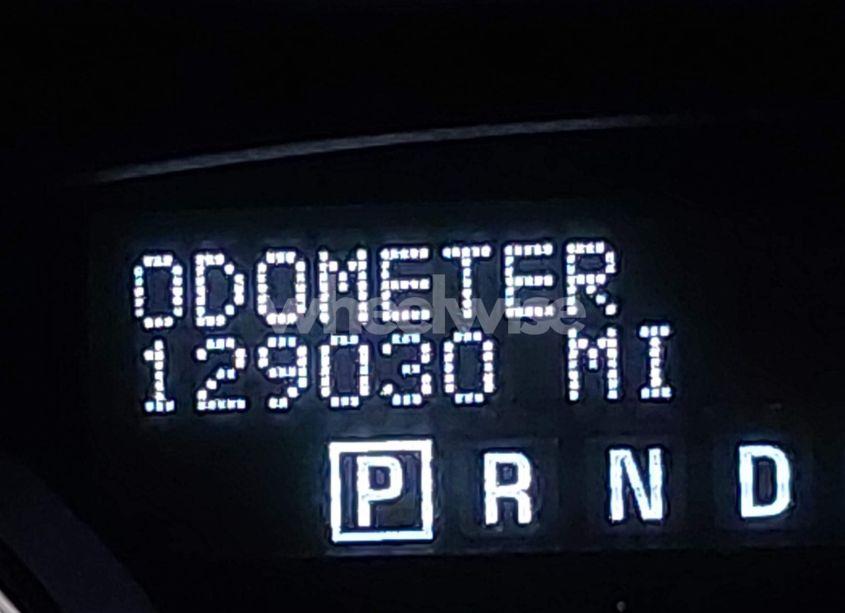 ODOMETER
wheelwise
129030 MI
P R N D